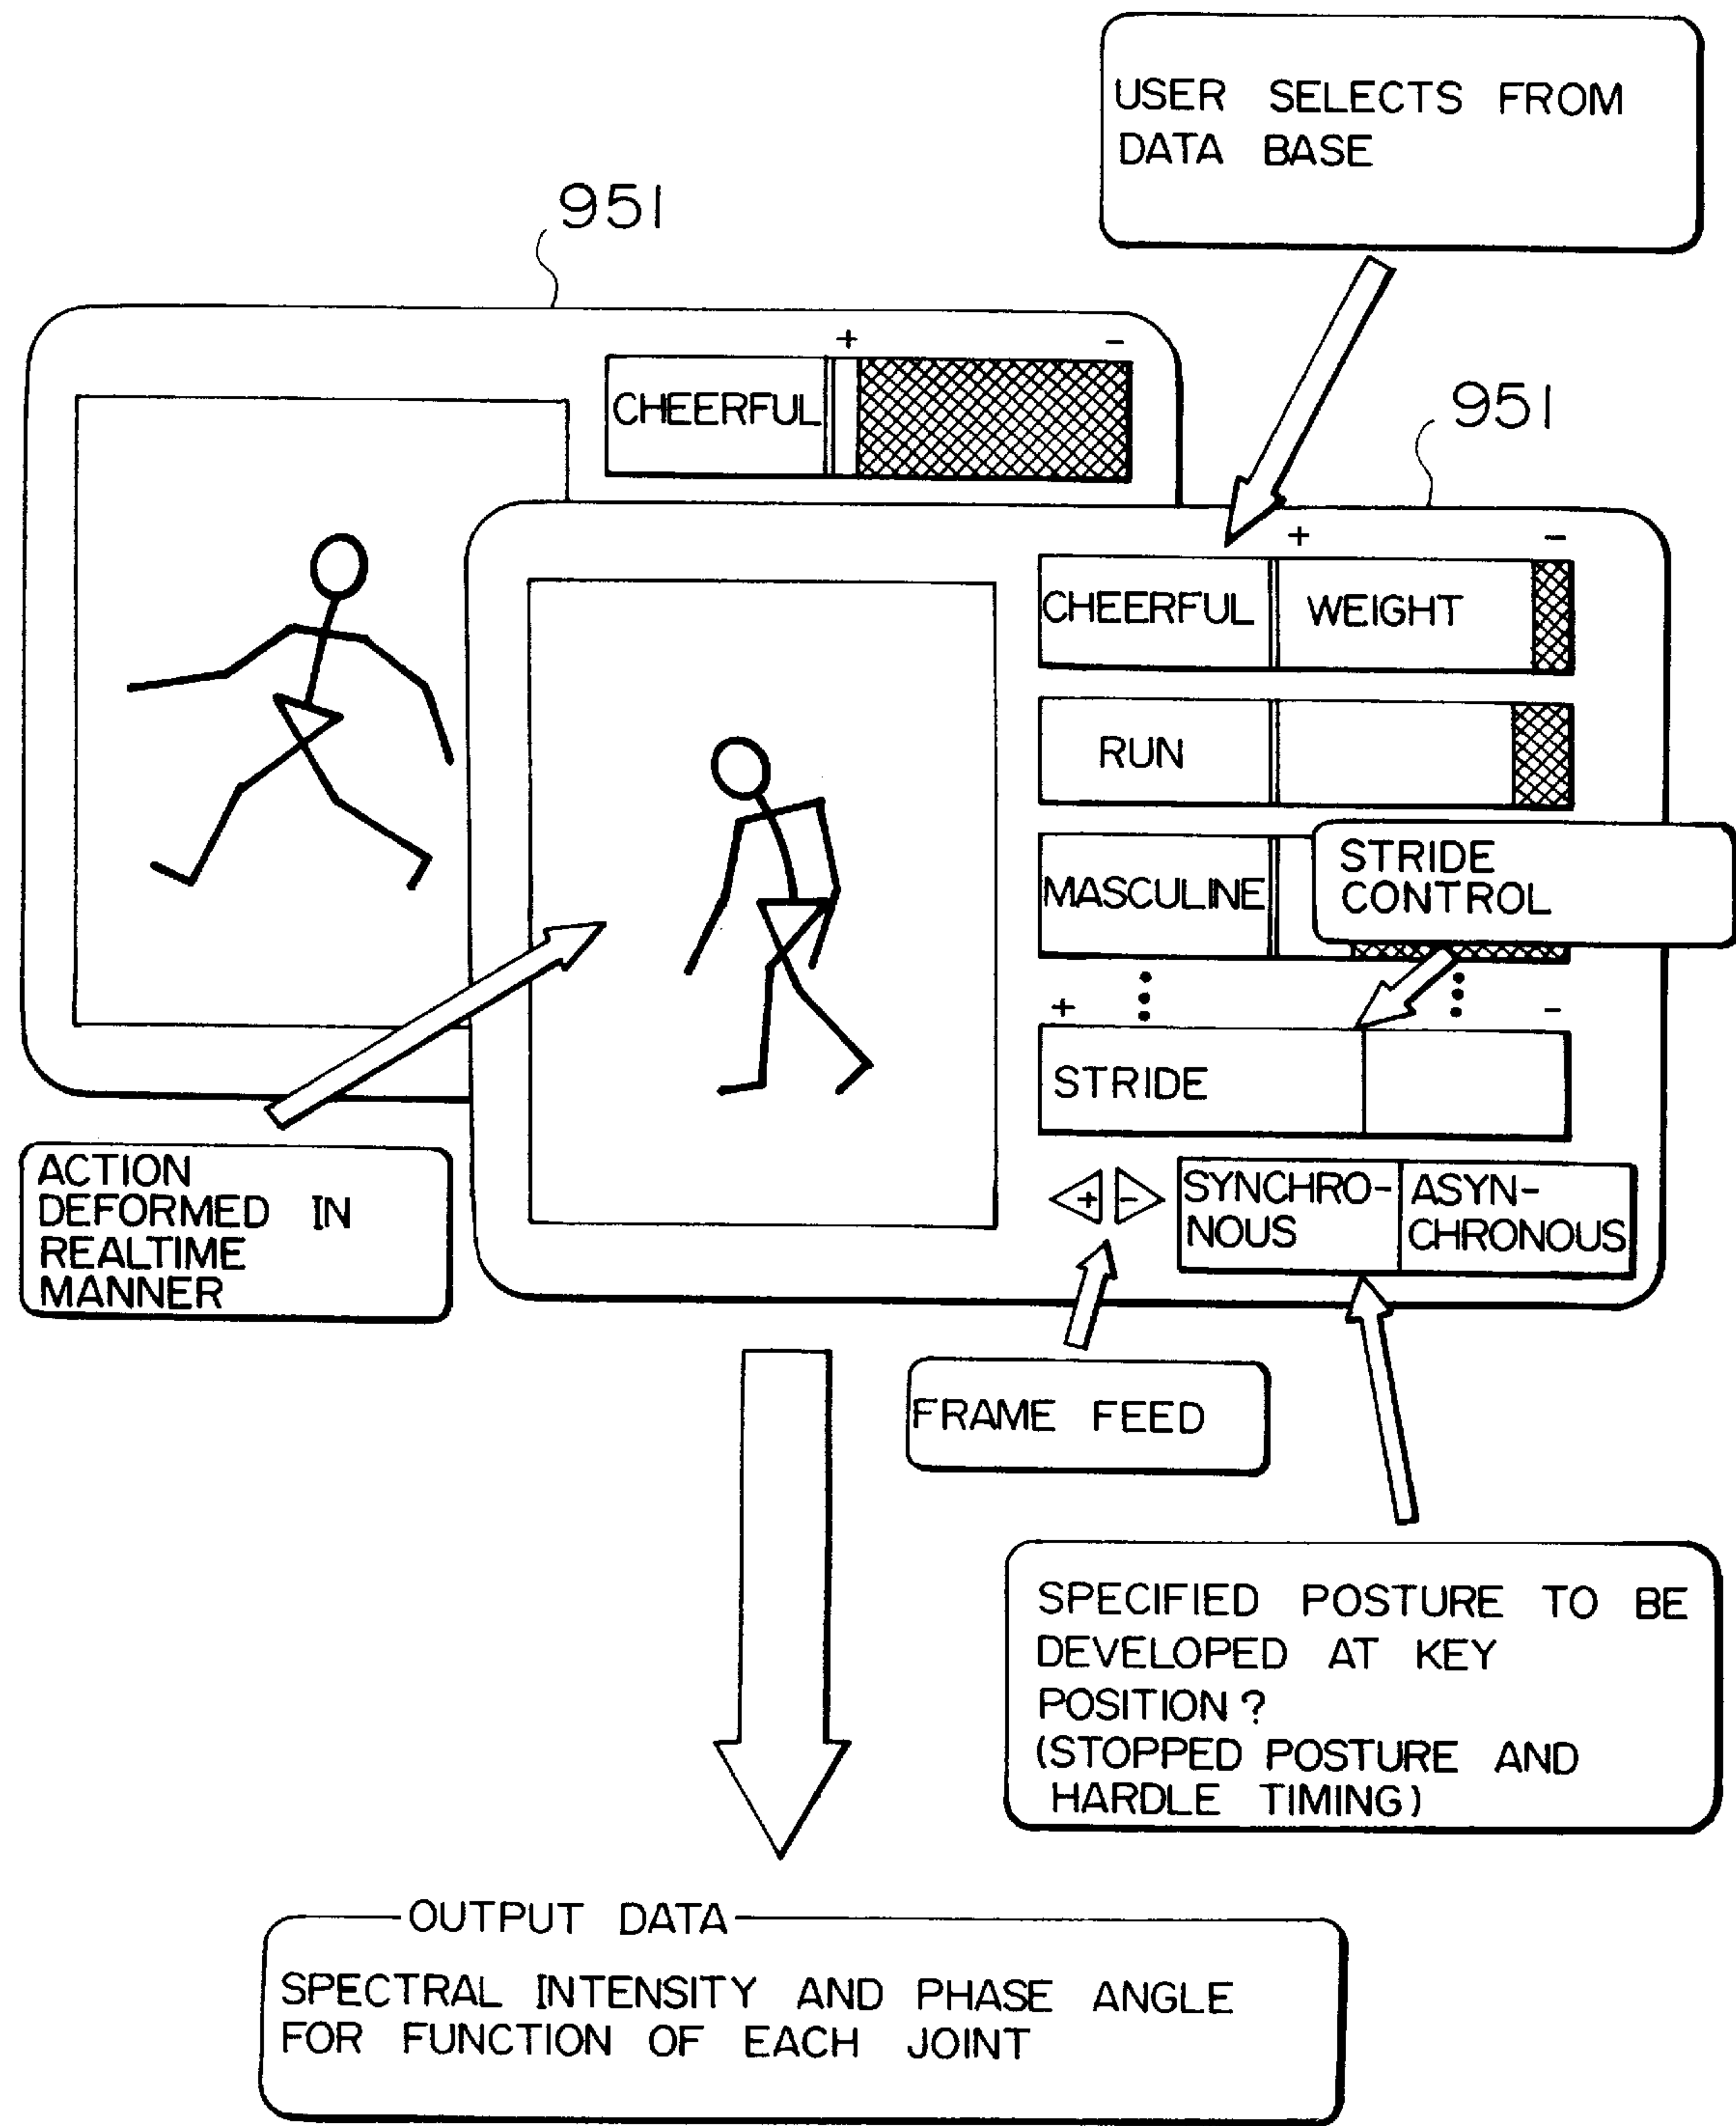 USER SELECTS FROM
DATA BASE
951
+ -
CHEERFUL
951
+ -
CHEERFUL WEIGHT
RUN
MASCULINE
STRIDE
CONTROL
+ -
STRIDE
+ -
SYNCHRO-
NOUS
ASYN-
CHRONOUS
ACTION
DEFORMED IN
REALTIME
MANNER
FRAME FEED
SPECIFIED POSTURE TO BE
DEVELOPED AT KEY
POSITION?
(STOPPED POSTURE AND
HARDLE TIMING)
OUTPUT DATA
SPECTRAL INTENSITY AND PHASE ANGLE
FOR FUNCTION OF EACH JOINT